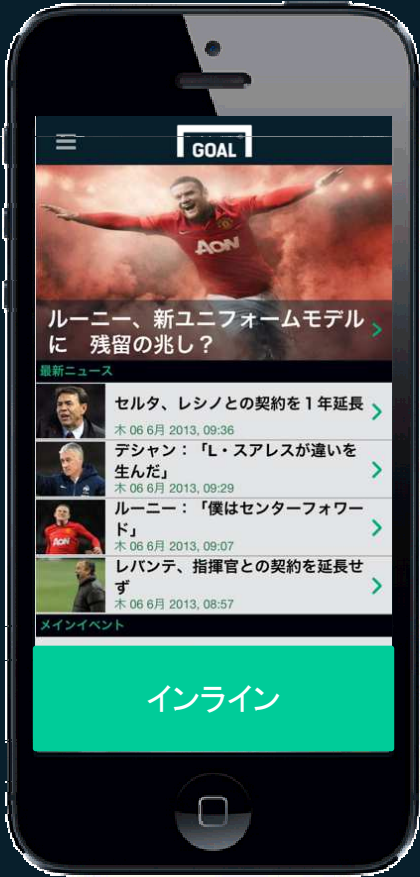 GOAL
AON
ルーニー、新ユニフォームモデル
に 残留の兆し？
最新ニュース
セルタ、レシノとの契約を１年延長
木 06 6月 2013, 09:36
デシャン：「L・スアレスが違いを
生んだ」
木 06 6月 2013, 09:29
ルーニー：「僕はセンターフォワー
ド」
AON
木 06 6月 2013, 09:07
レバンテ、指揮官との契約を延長せ
ず
木 06 6月 2013, 08:57
メインイベント
インライン